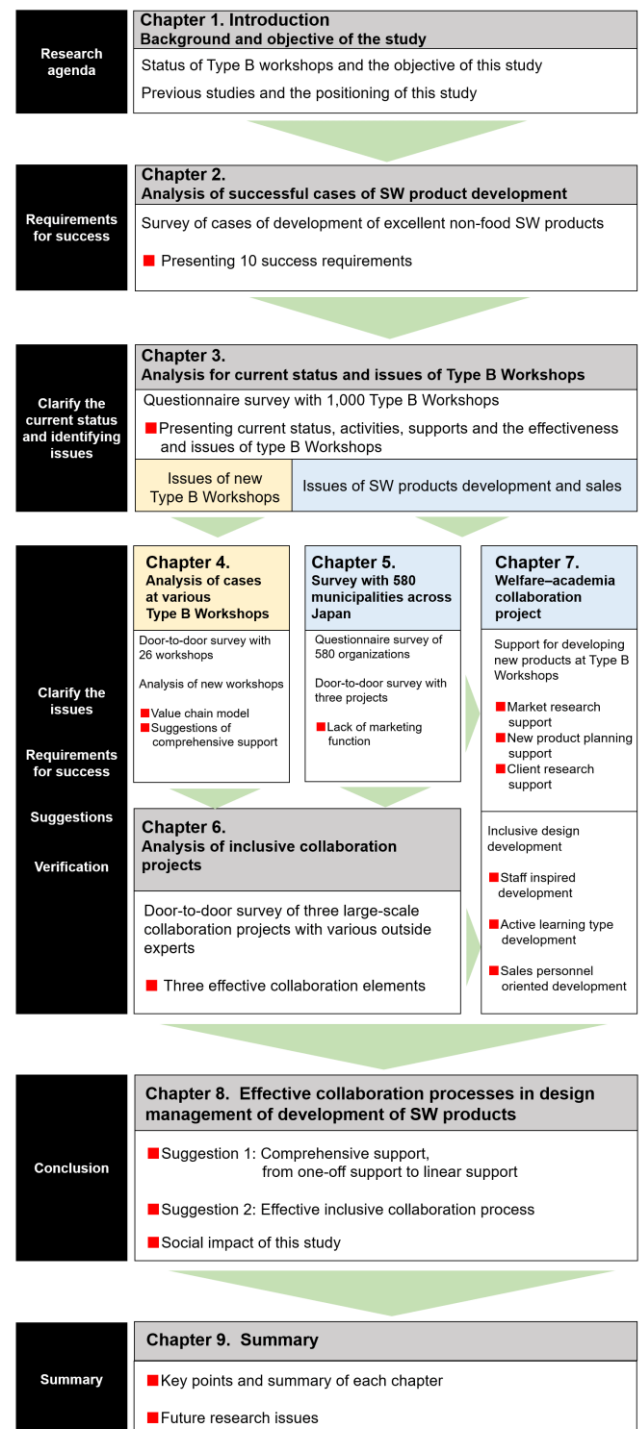 Research
agenda
Chapter 1. Introduction
Background and objective of the study
Status of Type B workshops and the objective of this study
Previous studies and the positioning of this study
Requirements
for success
Chapter 2.
Analysis of successful cases of SW product development
Survey of cases of development of excellent non-food SW products
Presenting 10 success requirements
Clarify the
current status
and identifying
issues
Chapter 3.
Analysis for current status and issues of Type B Workshops
Questionnaire survey with 1,000 Type B Workshops
Presenting current status, activities, supports and the effectiveness
and issues of type B Workshops
Issues of new
Type B Workshops
Issues of SW products development and sales
Clarify the
issues
Requirements
for success
Suggestions
Verification
Chapter 4.
Analysis of cases
at various
Type B Workshops
Door-to-door survey with
26 workshops
Analysis of new workshops
Value chain model
Suggestions of
comprehensive support
Chapter 5.
Survey with 580
municipalities across
Japan
Questionnaire survey of
580 organizations
Door-to-door survey with
three projects
Lack of marketing
function
Chapter 6.
Analysis of inclusive collaboration
projects
Door-to-door survey of three large-scale
collaboration projects with various outside
experts
Three effective collaboration elements
Chapter 7.
Welfare–academia
collaboration
project
Support for developing
new products at Type B
Workshops
Market research
support
New product planning
support
Client research
support
Inclusive design
development
Staff inspired
development
Active learning type
development
Sales personnel
oriented development
Conclusion
Chapter 8. Effective collaboration processes in design
management of development of SW products
Suggestion 1: Comprehensive support,
from one-off support to linear support
Suggestion 2: Effective inclusive collaboration process
Social impact of this study
Summary
Chapter 9. Summary
Key points and summary of each chapter
Future research issues